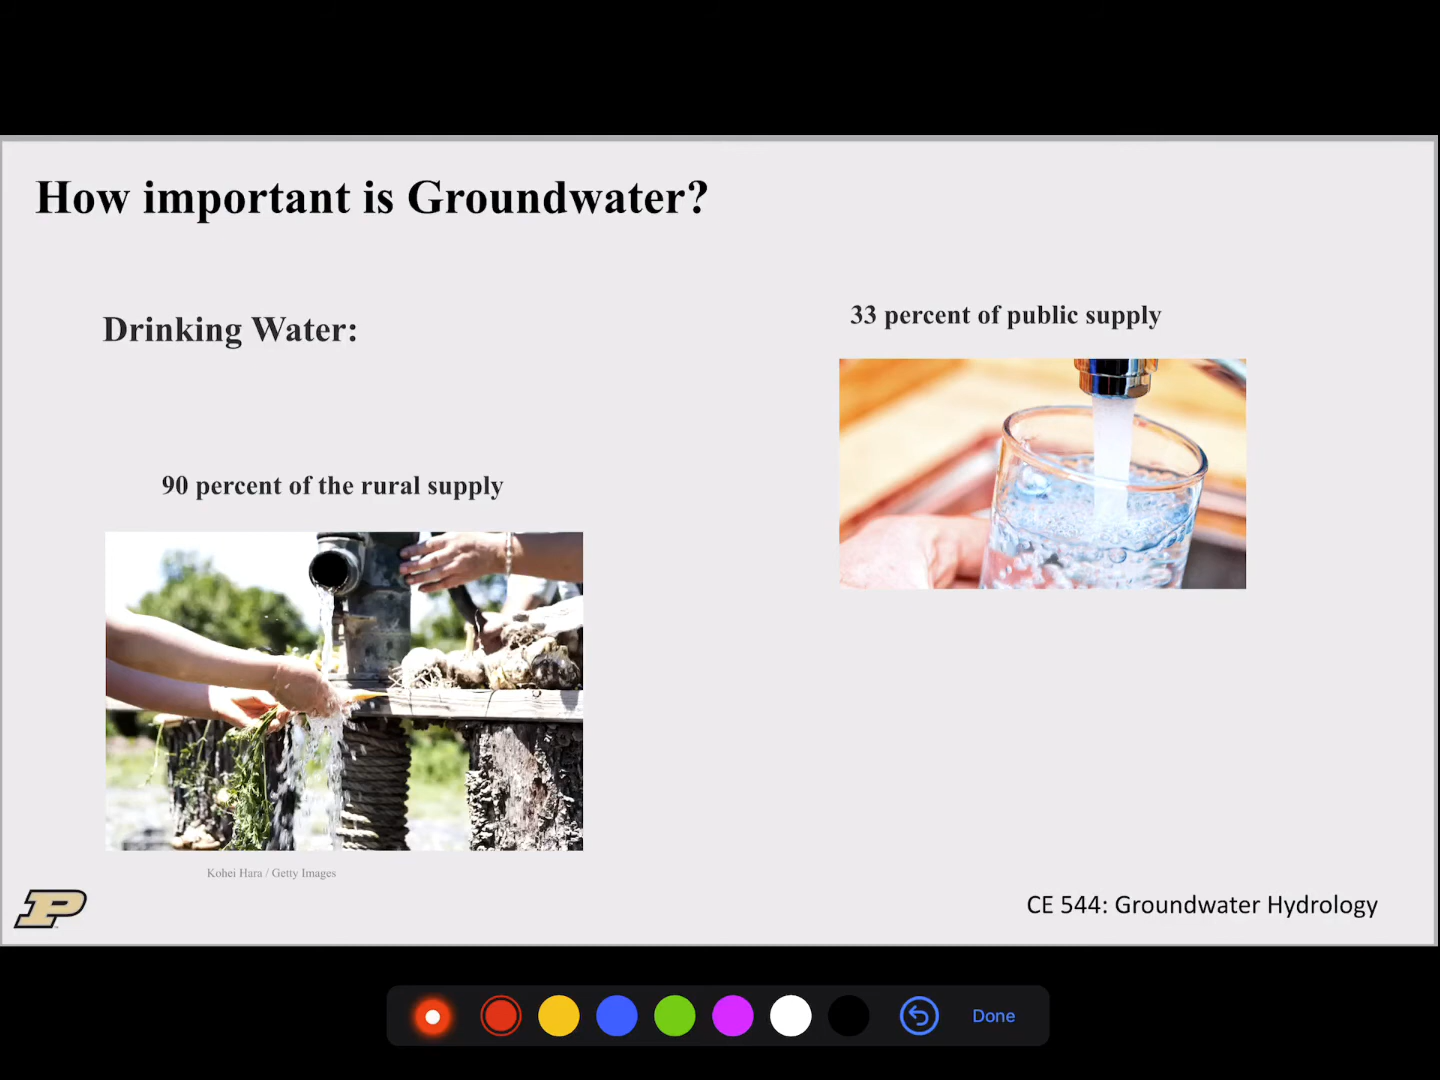 How important is Groundwater?
Drinking Water:
33 percent of public supply
90 percent of the rural supply
Kohei Hara / Getty Images
P
CE 544: Groundwater Hydrology
Done